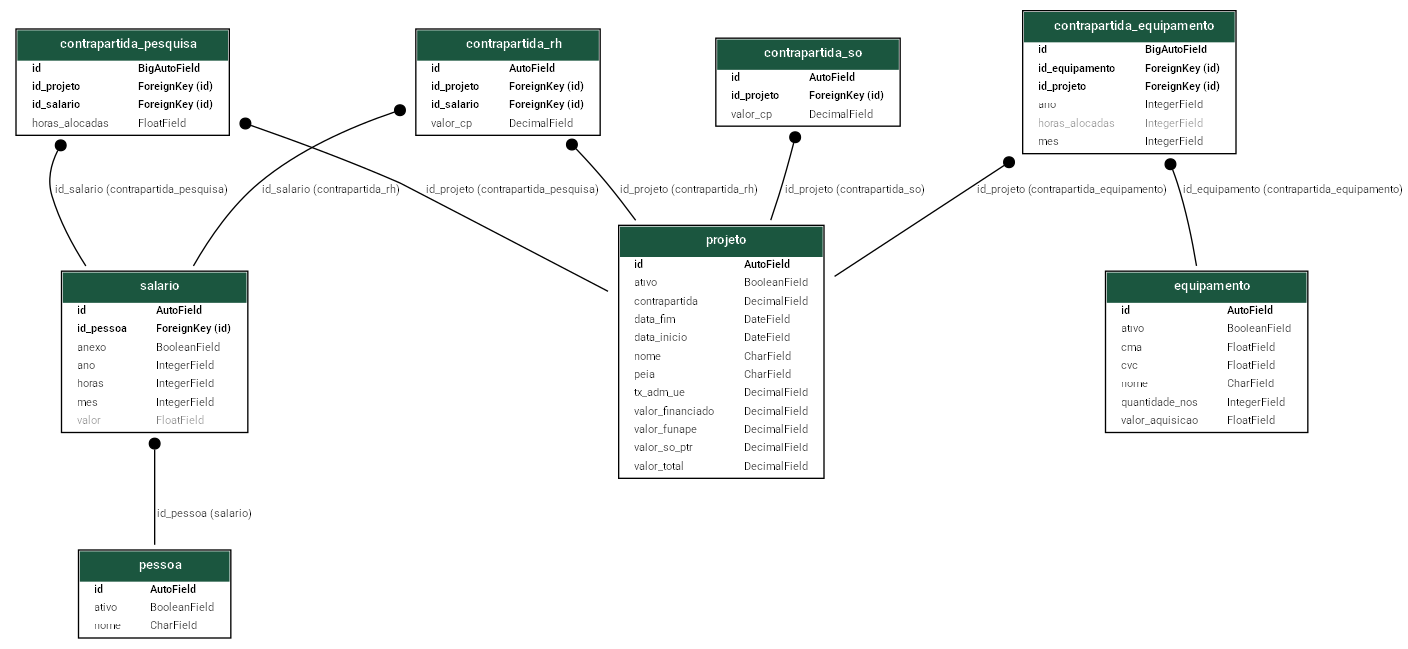 contrapartida_pesquisa
id BigAutoField
id_projeto ForeignKey (id)
id_salario ForeignKey (id)
horas_alocadas FloatField
contrapartida_rh
id AutoField
id_projeto ForeignKey (id)
id_salario ForeignKey (id)
valor_cp DecimalField
contrapartida_so
id AutoField
id_projeto ForeignKey (id)
valor_cp DecimalField
contrapartida_equipamento
id BigAutoField
id_equipamento ForeignKey (id)
id_projeto ForeignKey (id)
ano IntegerField
horas_alocadas IntegerField
mes IntegerField
id_salario (contrapartida_pesquisa)
id_salario (contrapartida_rh)
id_projeto (contrapartida_pesquisa)
id_projeto (contrapartida_rh)
id_projeto (contrapartida_so)
id_projeto (contrapartida_equipamento)
id_equipamento (contrapartida_equipamento)
salario
id AutoField
id_pessoa ForeignKey (id)
anexo BooleanField
ano IntegerField
horas IntegerField
mes IntegerField
valor FloatField
projeto
id AutoField
ativo BooleanField
contrapartida DecimalField
data_fim DateField
data_inicio DateField
nome CharField
peia CharField
tx_adm_ue DecimalField
valor_financiado DecimalField
valor_funape DecimalField
valor_so_ptr DecimalField
valor_total DecimalField
equipamento
id AutoField
ativo BooleanField
cma FloatField
cvc FloatField
nome CharField
quantidade_nos IntegerField
valor_aquisicao FloatField
id_pessoa (salario)
pessoa
id AutoField
ativo BooleanField
nome CharField